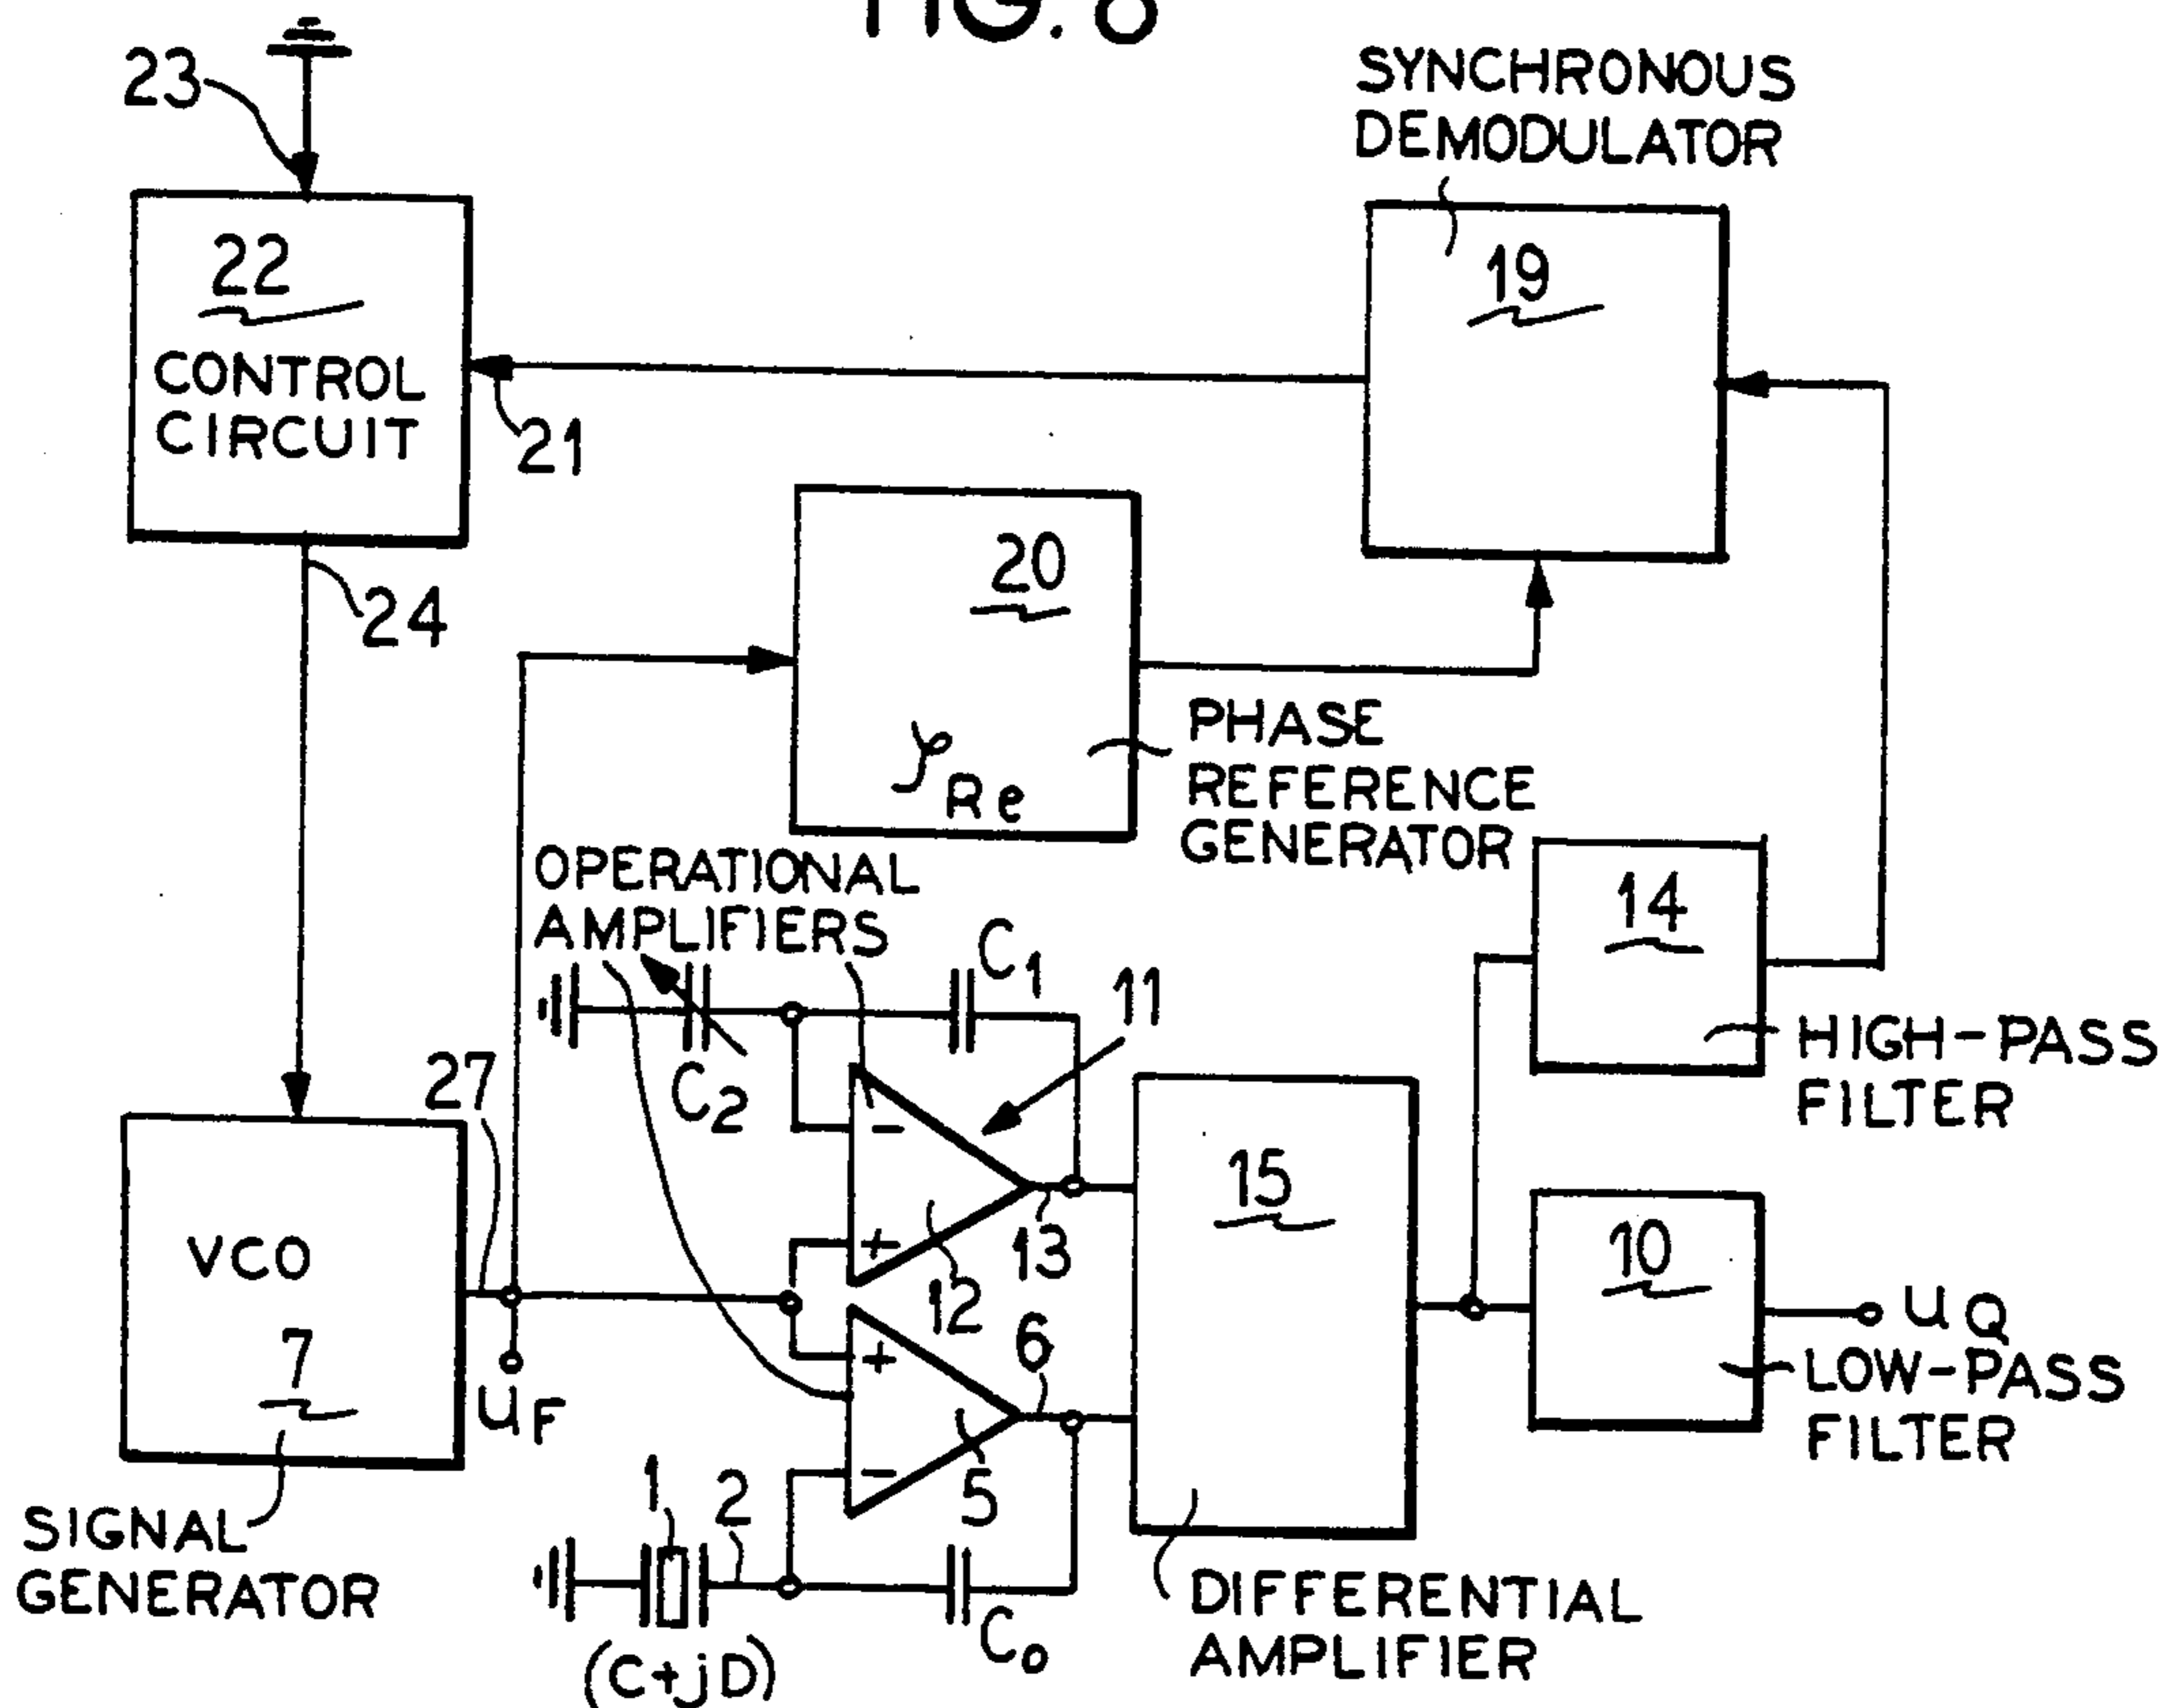 FIG. 8
23
SYNCHRONOUS
DEMODULATOR
22
CONTROL
CIRCUIT
19
21
24
20
φRe
PHASE
REFERENCE
GENERATOR
OPERATIONAL
AMPLIFIERS
14
HIGH-PASS
FILTER
C1
11
C2
27
-
+
12
13
15
10
uQ
LOW-PASS
FILTER
VCO
7
uF
+
-
6
5
SIGNAL
GENERATOR
1
2
C0
(C+jD)
DIFFERENTIAL
AMPLIFIER